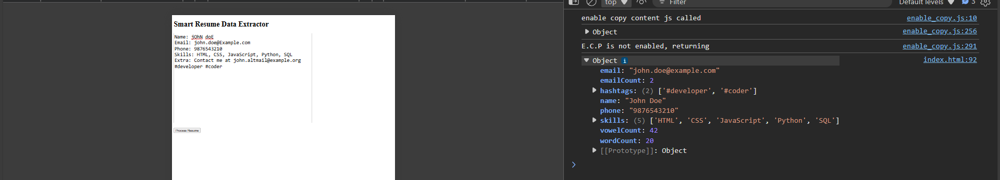 Smart Resume Data Extractor
Name: jOhN doE
Email: john.doe@Example.com
Phone: 9876543210
Skills: HTML, CSS, JavaScript, Python, SQL
Extra: Contact me at john.altmail@example.org
#developer #coder
Process Resume
top
Filter
Default levels
3
enable copy content js called enable_copy.js:10
Object enable_copy.js:256
E.C.P is not enabled, returning enable_copy.js:291
index.html:92
Object i
email: "john.doe@example.com"
emailCount: 2
hashtags: (2) ['#developer', '#coder']
name: "John Doe"
phone: "9876543210"
skills: (5) ['HTML', 'CSS', 'JavaScript', 'Python', 'SQL']
vowelCount: 42
wordCount: 20
[[Prototype]]: Object